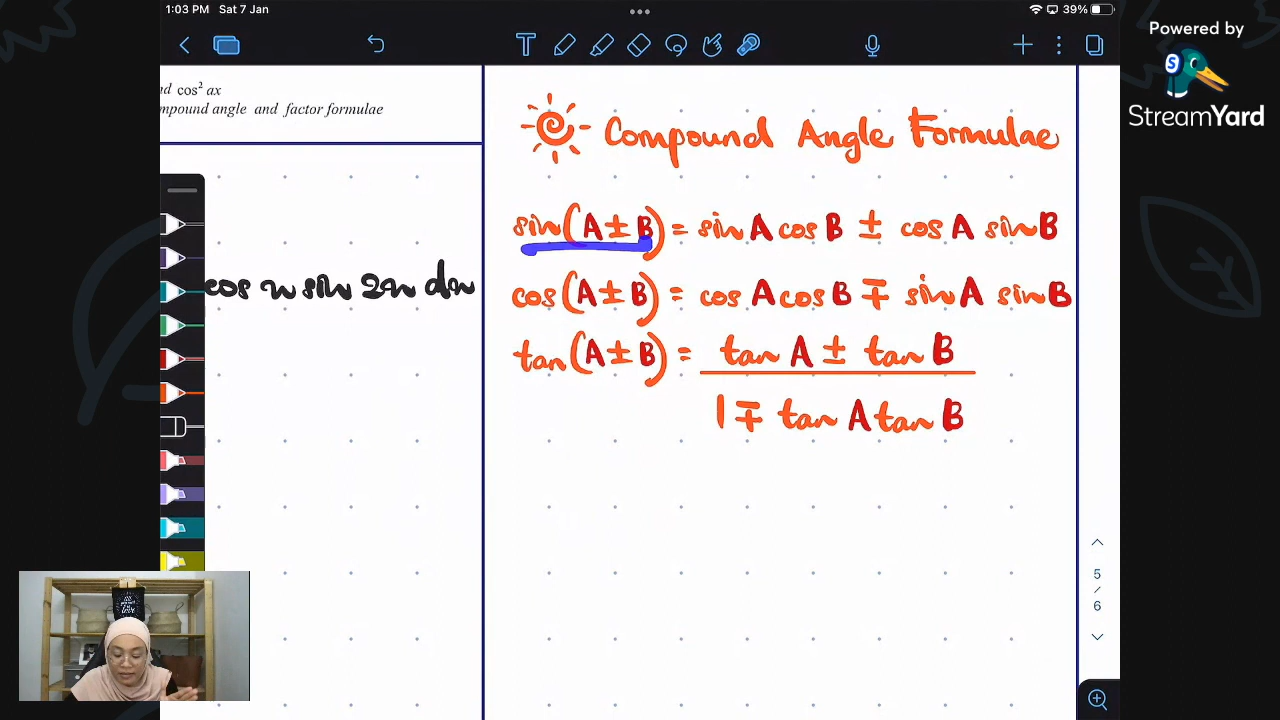 1:03 PM Sat 7 Jan
39%
Powered by
StreamYard
nd cos² ax
mpound angle and factor formulae
cos x sin 2x dx
Compound Angle Formulae
sin(A ± B) = sin A cos B ± cos A sin B
cos(A ± B) = cos A cos B ∓ sin A sin B
tan(A ± B) = tan A ± tan B
1 ∓ tan A tan B
5
/
6